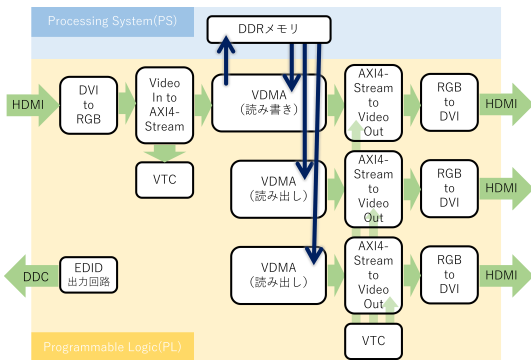 Processing System(PS)
DDRメモリ
HDMI
DVI
to
RGB
Video
In to
AXI4-
Stream
VDMA
(読み書き)
AXI4-
Stream
to Video
Out
RGB
to
DVI
HDMI
VTC
VDMA
(読み出し)
AXI4-
Stream
to Video
Out
RGB
to
DVI
HDMI
DDC
EDID
出力回路
VDMA
(読み出し)
AXI4-
Stream
to Video
Out
RGB
to
DVI
HDMI
VTC
Programmable Logic(PL)